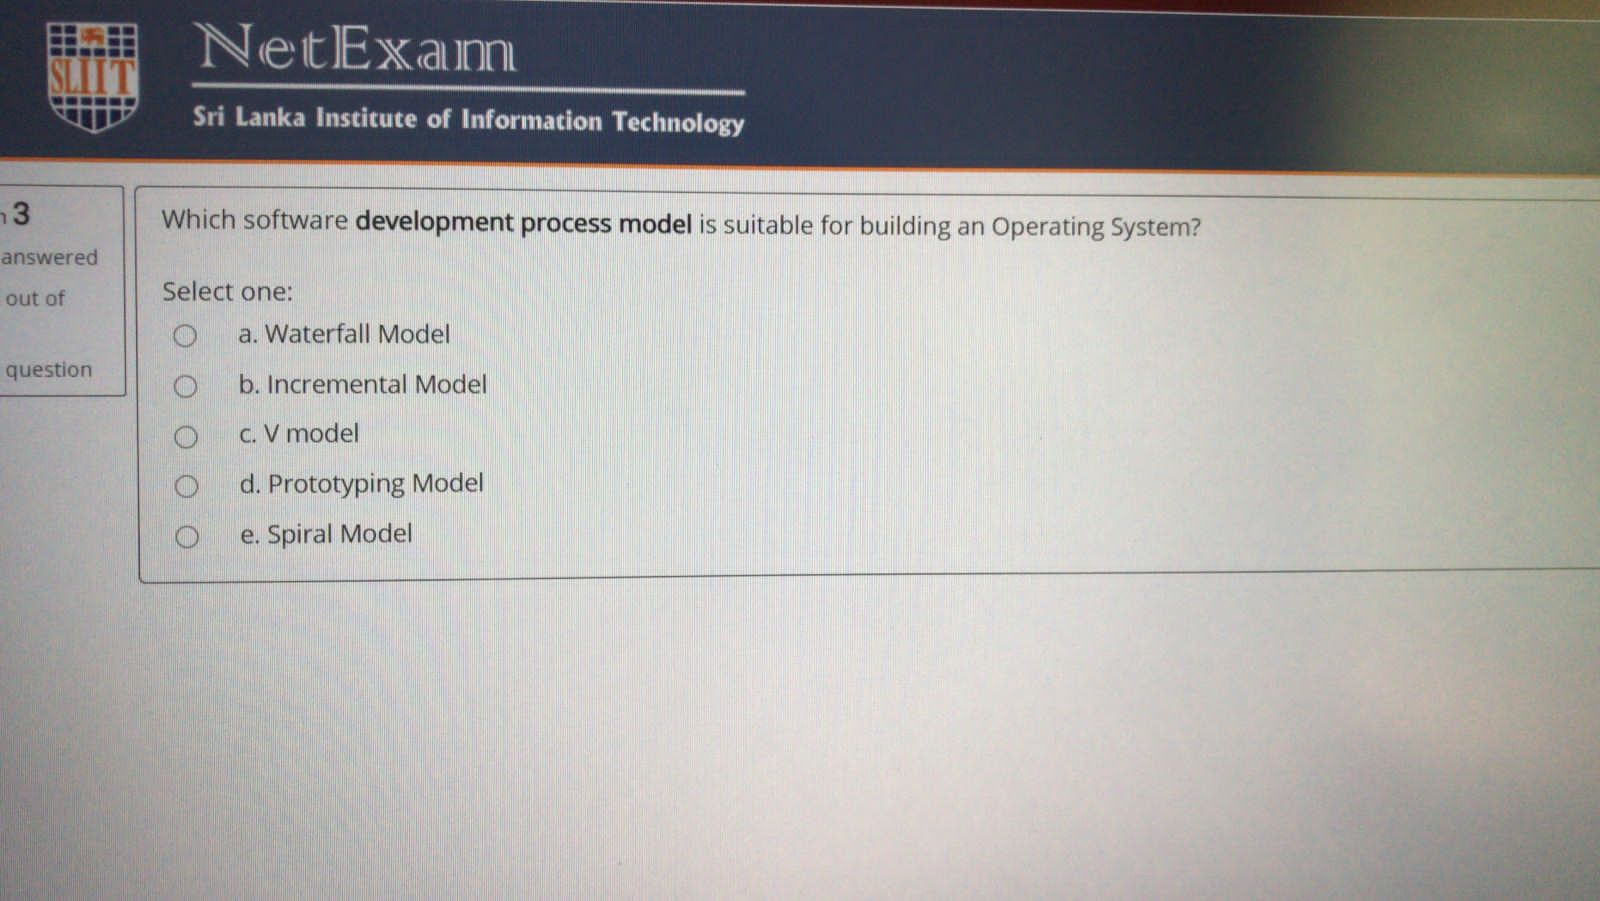 SLIIT
NetExam
Sri Lanka Institute of Information Technology
3
answered
out of
question
Which software development process model is suitable for building an Operating System?
Select one:
a. Waterfall Model
b. Incremental Model
c. V model
d. Prototyping Model
e. Spiral Model